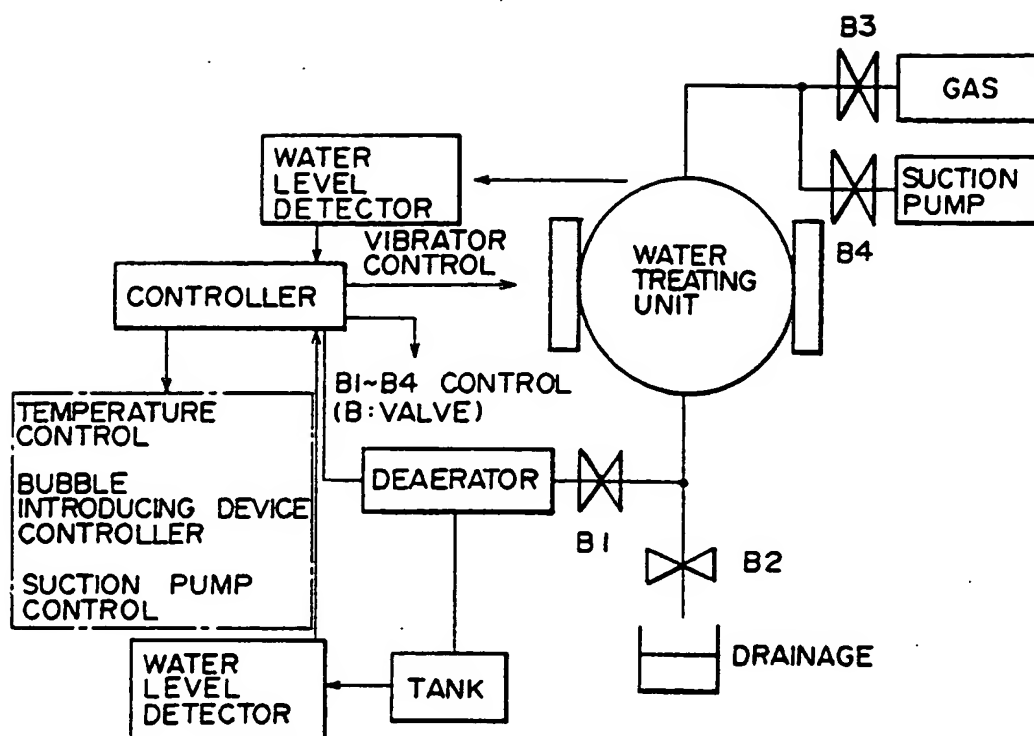 B3
GAS
WATER
LEVEL
DETECTOR
SUCTION
PUMP
B4
VIBRATOR
CONTROL
WATER
TREATING
UNIT
CONTROLLER
B1~B4 CONTROL
(B:VALVE)
TEMPERATURE
CONTROL
BUBBLE
INTRODUCING DEVICE
CONTROLLER
SUCTION PUMP
CONTROL
DEAERATOR
B1
B2
WATER
LEVEL
DETECTOR
TANK
DRAINAGE